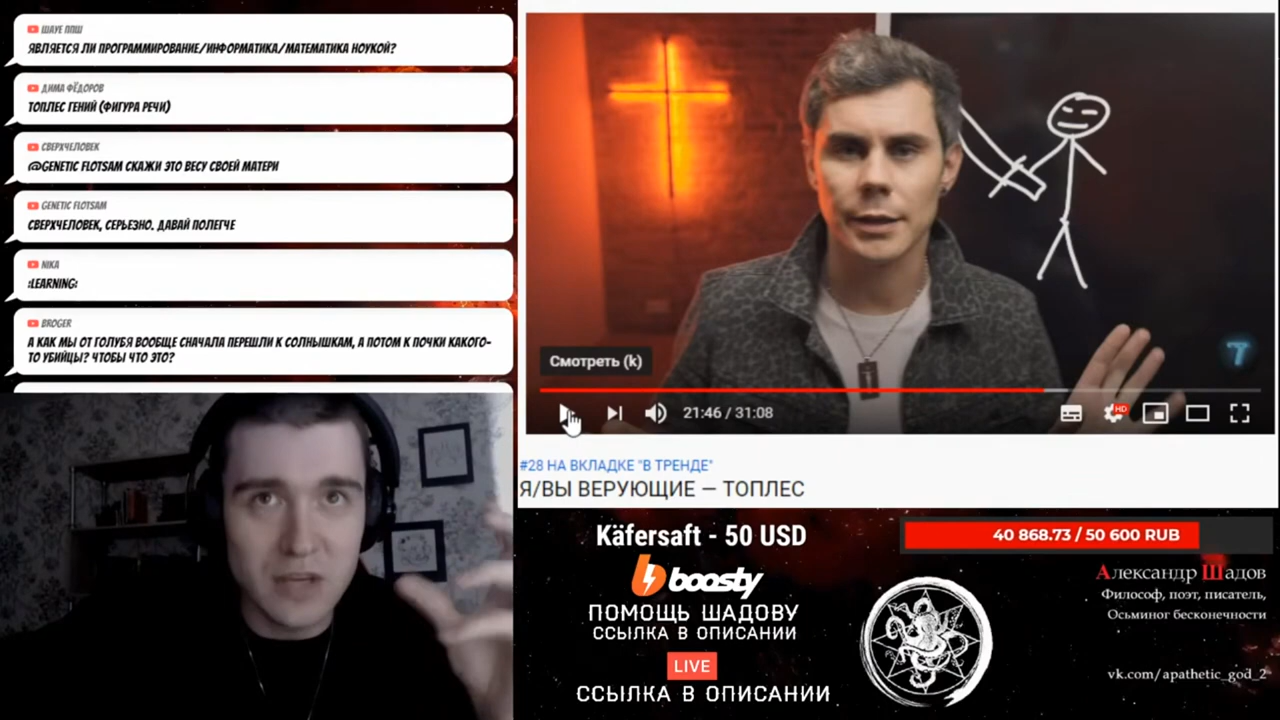 ШАУЕ ППШ
ЯВЛЯЕТСЯ ЛИ ПРОГРАММИРОВАНИЕ/ИНФОРМАТИКА/МАТЕМАТИКА НОУКОЙ?
ДИМА ФЁДОРОВ
ТОПЛЕС ГЕНИЙ (ФИГУРА РЕЧИ)
СВЕРХЧЕЛОВЕК
@GENETIC FLOTSAM СКАЖИ ЭТО ВЕСУ СВОЕЙ МАТЕРИ
GENETIC FLOTSAM
СВЕРХЧЕЛОВЕК, СЕРЬЕЗНО. ДАВАЙ ПОЛЕГЧЕ
NIKA
:LEARNING:
BROGER
А КАК МЫ ОТ ГОЛУБЯ ВООБЩЕ СНАЧАЛА ПЕРЕШЛИ К СОЛНЫШКАМ, А ПОТОМ К ПОЧКИ КАКОГО-
ТО УБИЙЦЫ? ЧТОБЫ ЧТО ЭТО?
Смотреть (k)
21:46 / 31:08
HD
#28 НА ВКЛАДКЕ "В ТРЕНДЕ"
Я/ВЫ ВЕРУЮЩИЕ — ТОПЛЕС
Käfersaft - 50 USD
boosty
ПОМОЩЬ ШАДОВУ
ССЫЛКА В ОПИСАНИИ
LIVE
ССЫЛКА В ОПИСАНИИ
40 868.73 / 50 600 RUB
Александр Шадов
Философ, поэт, писатель,
Осьминог бесконечности
vk.com/apathetic_god_2